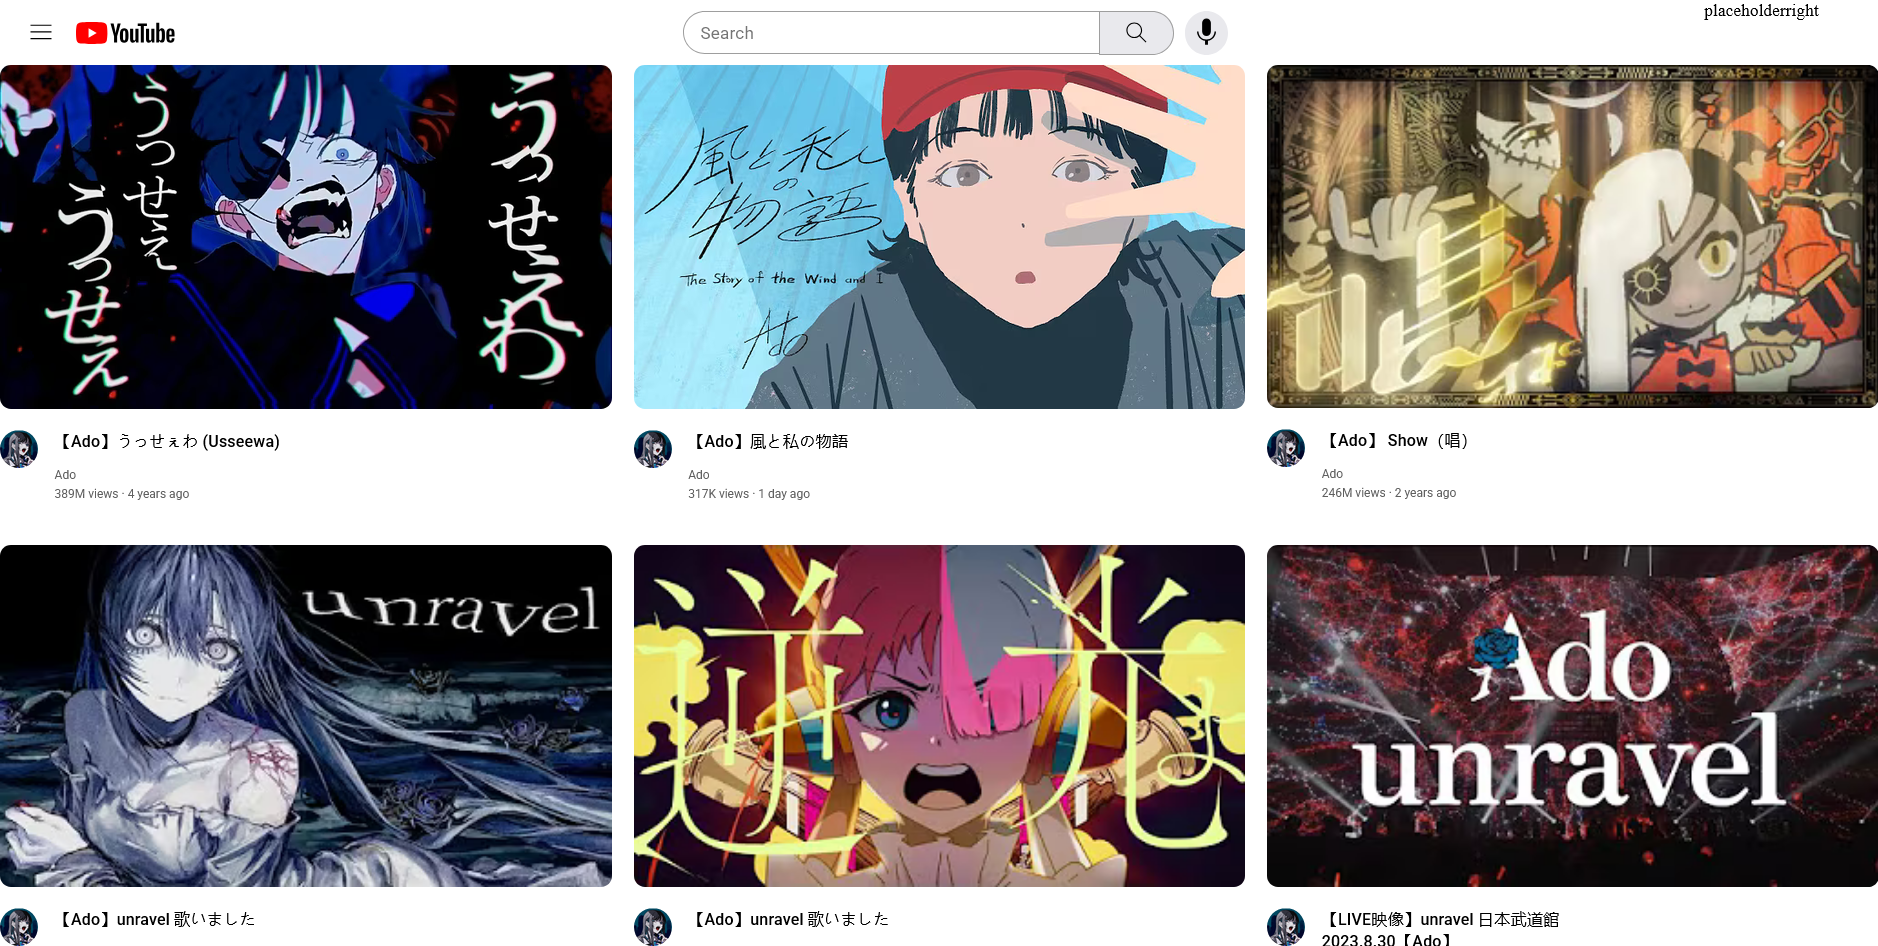 YouTube
Search
placeholderright
うっせぇ
うっせぇ
うっせぇわ
風と私の物語
The Story of the Wind and I
Ado
唱
【Ado】うっせぇわ (Usseewa)
Ado
389M views · 4 years ago
【Ado】風と私の物語
Ado
317K views · 1 day ago
【Ado】 Show（唱）
Ado
246M views · 2 years ago
unravel
逆光
Ado
unravel
【Ado】unravel 歌いました
【Ado】unravel 歌いました
【LIVE映像】unravel 日本武道館
2023.8.30【Ado】